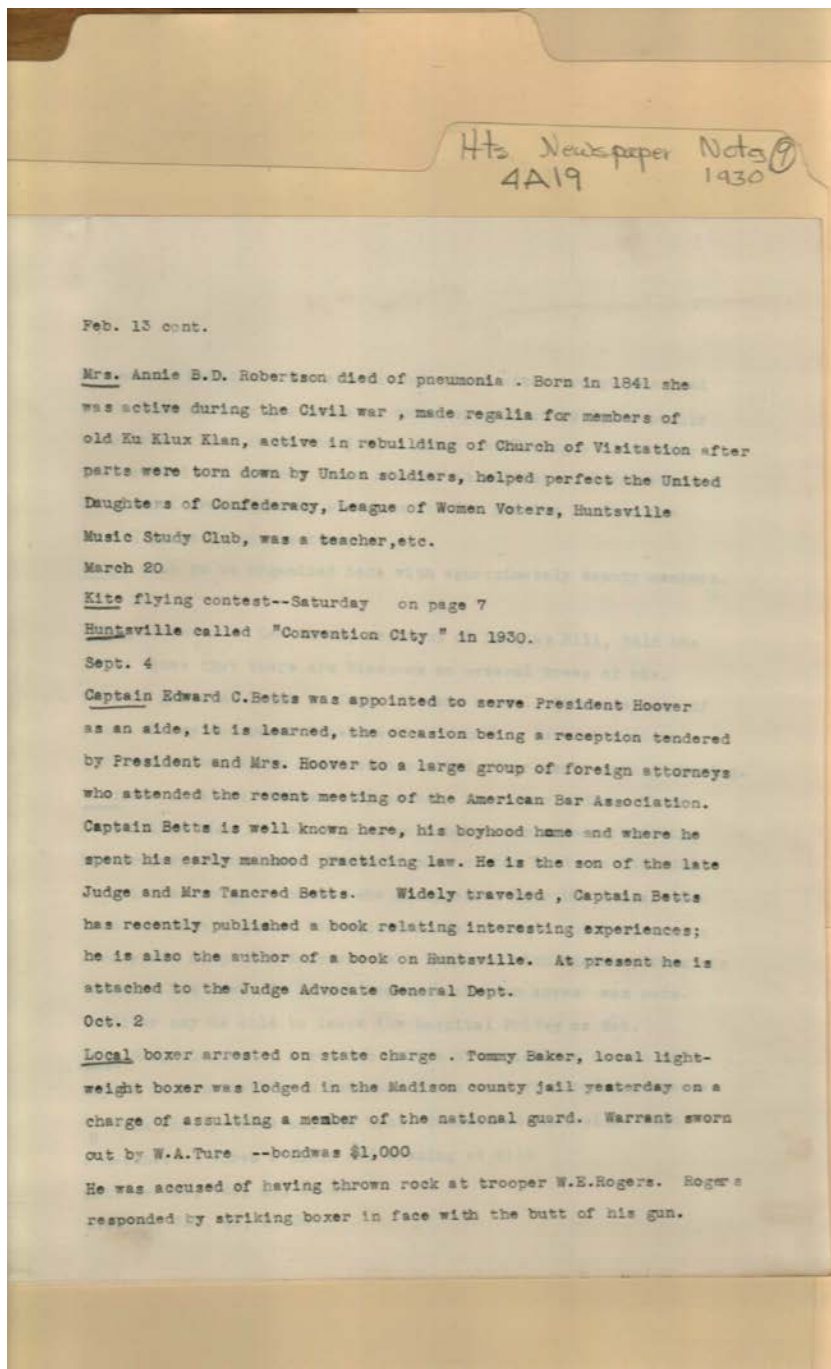 Hts Newspaper Notes 9
4A19 1930
Feb. 13 cont.
Mrs. Annie B.D. Robertson died of pneumonia . Born in 1841 she
was active during the Civil war , made regalia for members of
old Ku Klux Klan, active in rebuilding of Church of Visitation after
parts were torn down by Union soldiers, helped perfect the United
Daughters of Confederacy, League of Women Voters, Huntsville
Music Study Club, was a teacher,etc.
March 20
Kite flying contest--Saturday on page 7
Huntsville called "Convention City " in 1930.
Sept. 4
Captain Edward C.Betts was appointed to serve President Hoover
as an aide, it is learned, the occasion being a reception tendered
by President and Mrs. Hoover to a large group of foreign attorneys
who attended the recent meeting of the American Bar Association.
Captain Betts is well known here, his boyhood home and where he
spent his early manhood practicing law. He is the son of the late
Judge and Mrs Tancred Betts. Widely traveled , Captain Betts
has recently published a book relating interesting experiences;
he is also the author of a book on Huntsville. At present he is
attached to the Judge Advocate General Dept.
Oct. 2
Local boxer arrested on state charge . Tommy Baker, local light-
weight boxer was lodged in the Madison county jail yesterday on a
charge of assulting a member of the national guard. Warrant sworn
out by W.A.Ture --bondwas $1,000
He was accused of having thrown rock at trooper W.E.Rogers. Rogers
responded by striking boxer in face with the butt of his gun.